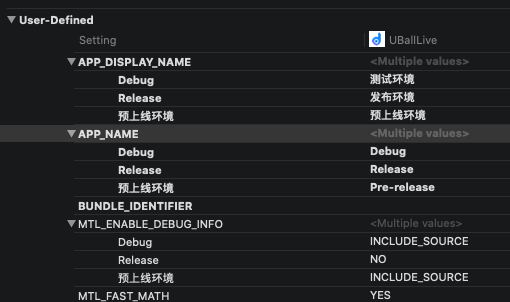 User-Defined
Setting UBallLive
APP_DISPLAY_NAME <Multiple values>
Debug 测试环境
Release 发布环境
预上线环境 预上线环境
APP_NAME <Multiple values>
Debug Debug
Release Release
预上线环境 Pre-release
BUNDLE_IDENTIFIER
MTL_ENABLE_DEBUG_INFO <Multiple values>
Debug INCLUDE_SOURCE
Release NO
预上线环境 INCLUDE_SOURCE
MTL_FAST_MATH YES